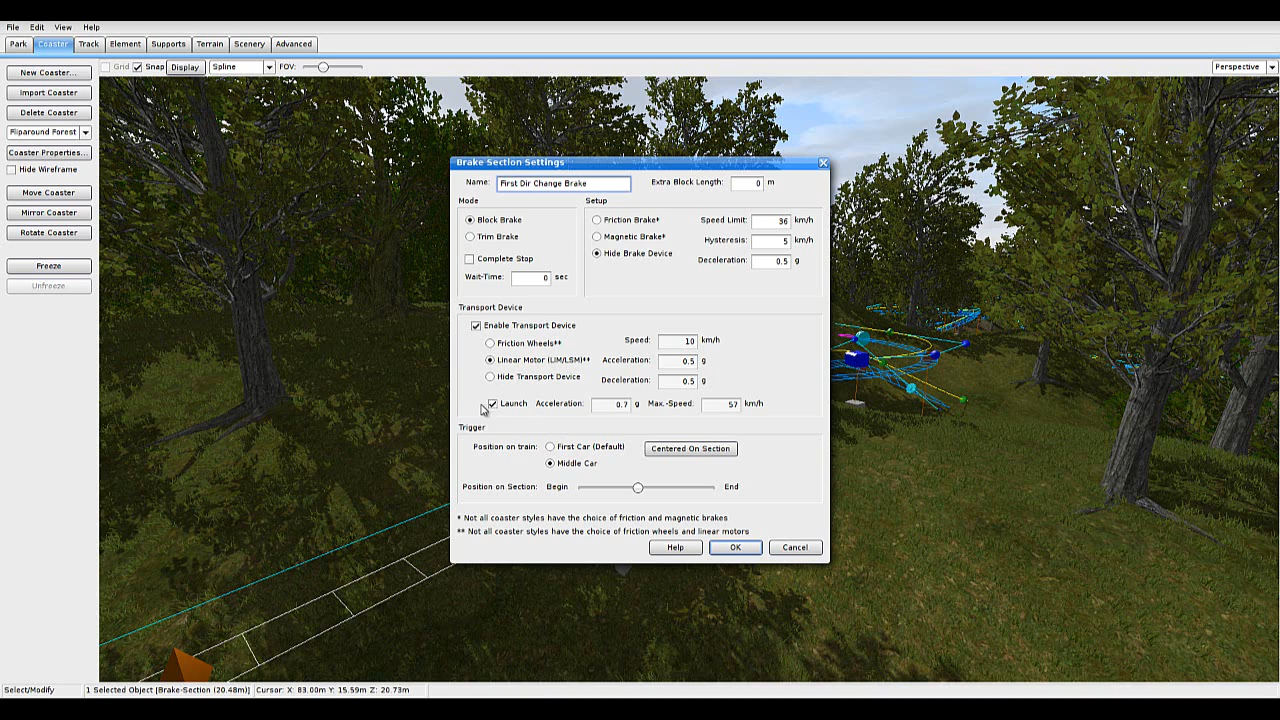 File Edit View Help
Park Coaster Track Element Supports Terrain Scenery Advanced
New Coaster... Grid Snap Display Spline FOV: Perspective
Import Coaster
Delete Coaster
Fliparound Forest
Coaster Properties...
Hide Wireframe
Move Coaster
Mirror Coaster
Rotate Coaster
Freeze
Unfreeze
Brake Section Settings
Name: First Dir Change Brake Extra Block Length: 0 m
Mode Setup
Block Brake Friction Brake* Speed Limit: 36 km/h
Trim Brake Magnetic Brake* Hysteresis: 5 km/h
Complete Stop Hide Brake Device Deceleration: 0.5 g
Wait-Time: 0 sec
Transport Device
Enable Transport Device
Friction Wheels** Speed: 10 km/h
Linear Motor (LIM/LSM)** Acceleration: 0.5 g
Hide Transport Device Deceleration: 0.5 g
Launch Acceleration: 0.7 g Max.-Speed: 57 km/h
Trigger
Position on train: First Car (Default) Centered On Section
Middle Car
Position on Section: Begin End
* Not all coaster styles have the choice of friction and magnetic brakes
** Not all coaster styles have the choice of friction wheels and linear motors
Help OK Cancel
Select/Modify 1 Selected Object [Brake-Section (20.48m)] Cursor: X: 83.00m Y: 15.59m Z: 20.73m